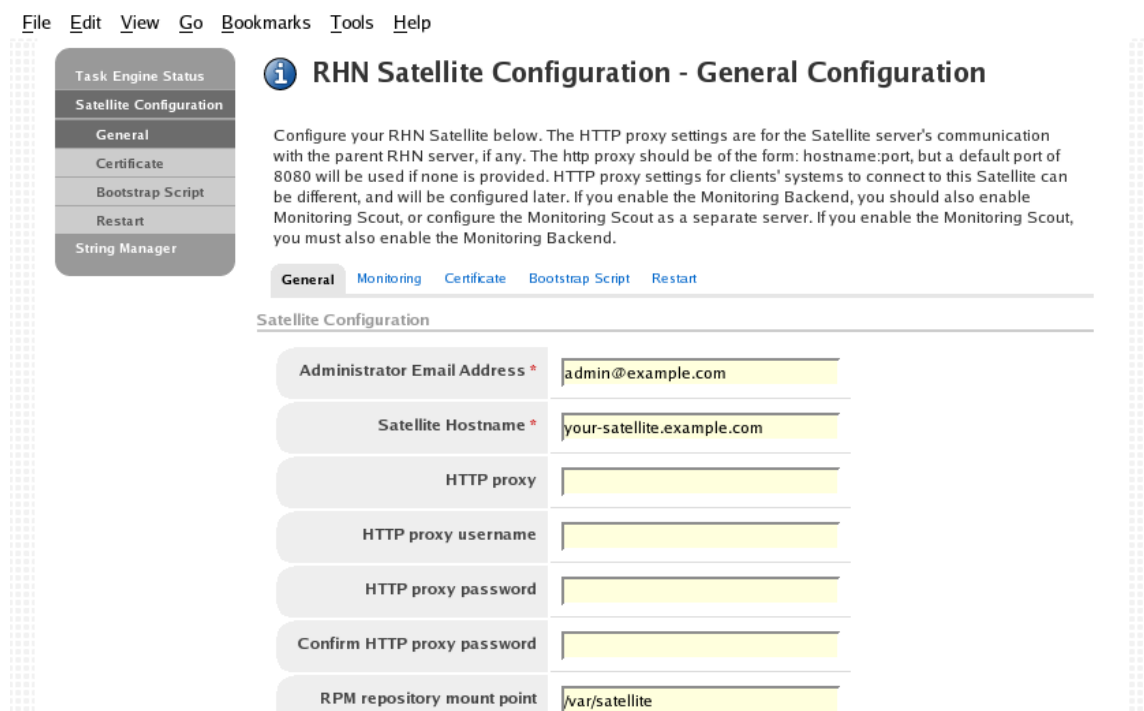 File Edit View Go Bookmarks Tools Help
Task Engine Status
Satellite Configuration
General
Certificate
Bootstrap Script
Restart
String Manager
RHN Satellite Configuration - General Configuration
Configure your RHN Satellite below. The HTTP proxy settings are for the Satellite server's communication
with the parent RHN server, if any. The http proxy should be of the form: hostname:port, but a default port of
8080 will be used if none is provided. HTTP proxy settings for clients' systems to connect to this Satellite can
be different, and will be configured later. If you enable the Monitoring Backend, you should also enable
Monitoring Scout, or configure the Monitoring Scout as a separate server. If you enable the Monitoring Scout,
you must also enable the Monitoring Backend.
General Monitoring Certificate Bootstrap Script Restart
Satellite Configuration
Administrator Email Address * admin@example.com
Satellite Hostname * your-satellite.example.com
HTTP proxy
HTTP proxy username
HTTP proxy password
Confirm HTTP proxy password
RPM repository mount point /var/satellite